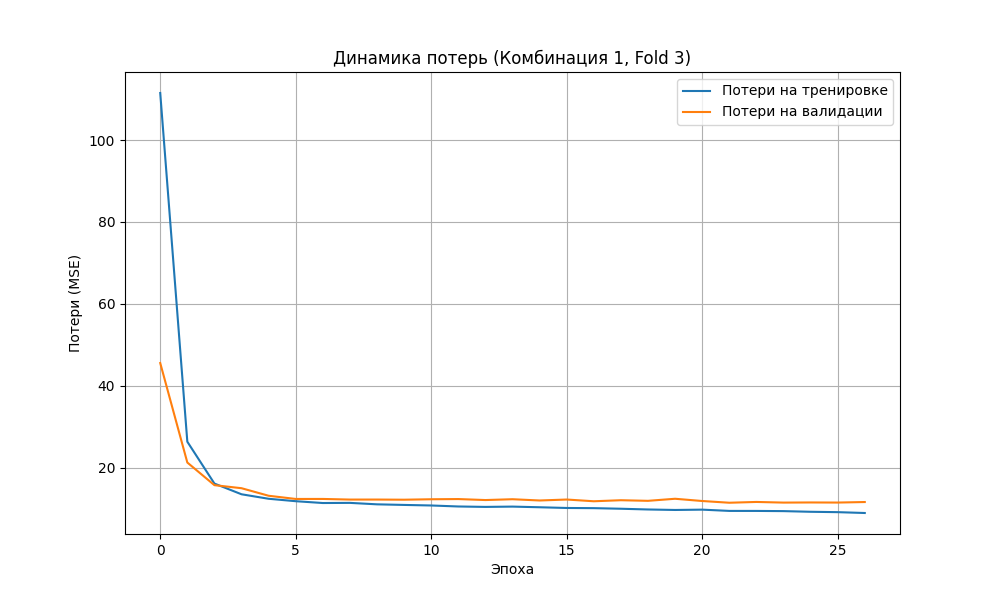 Динамика потерь (Комбинация 1, Fold 3)
Потери на тренировке
Потери на валидации
Потери (MSE)
100
80
60
40
20
0 5 10 15 20 25
Эпоха